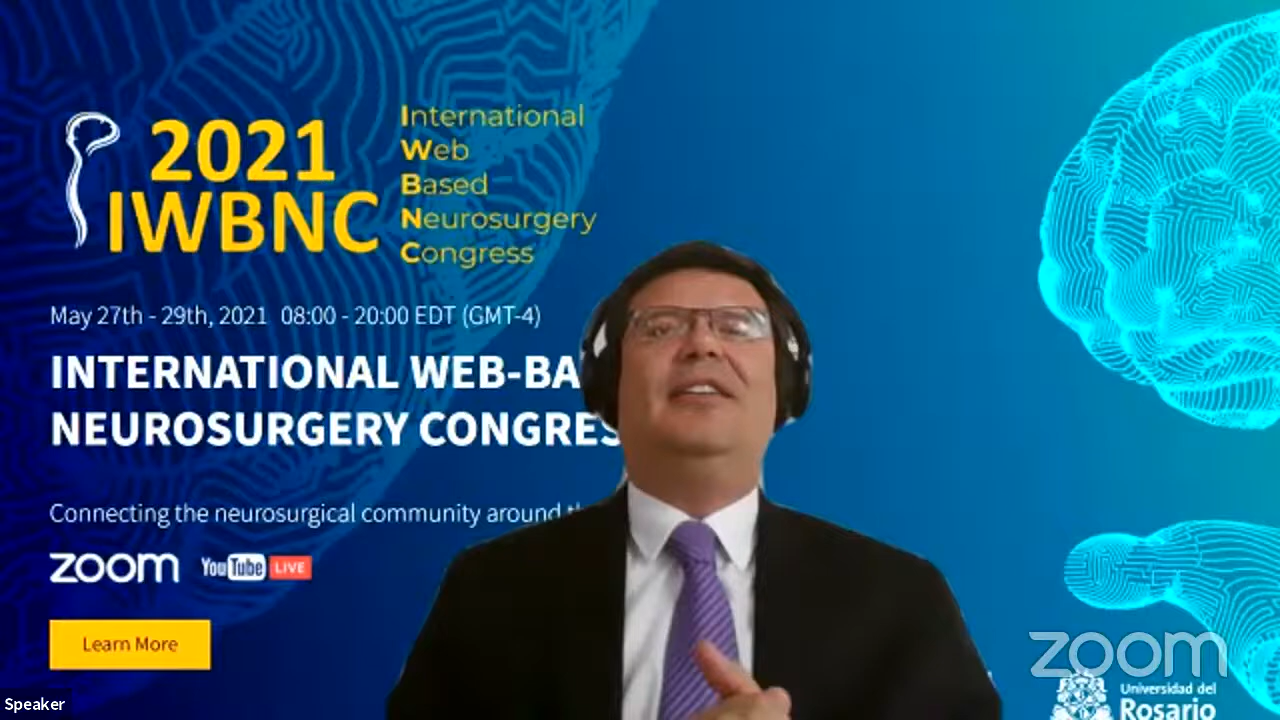 2021
IWBNC
International
Web
Based
Neurosurgery
Congress
May 27th - 29th, 2021 08:00 - 20:00 EDT (GMT-4)
INTERNATIONAL WEB-BA
NEUROSURGERY CONGRES
Connecting the neurosurgical community around th
zoom
YouTube LIVE
Learn More
Speaker
zoom
Universidad del
Rosario